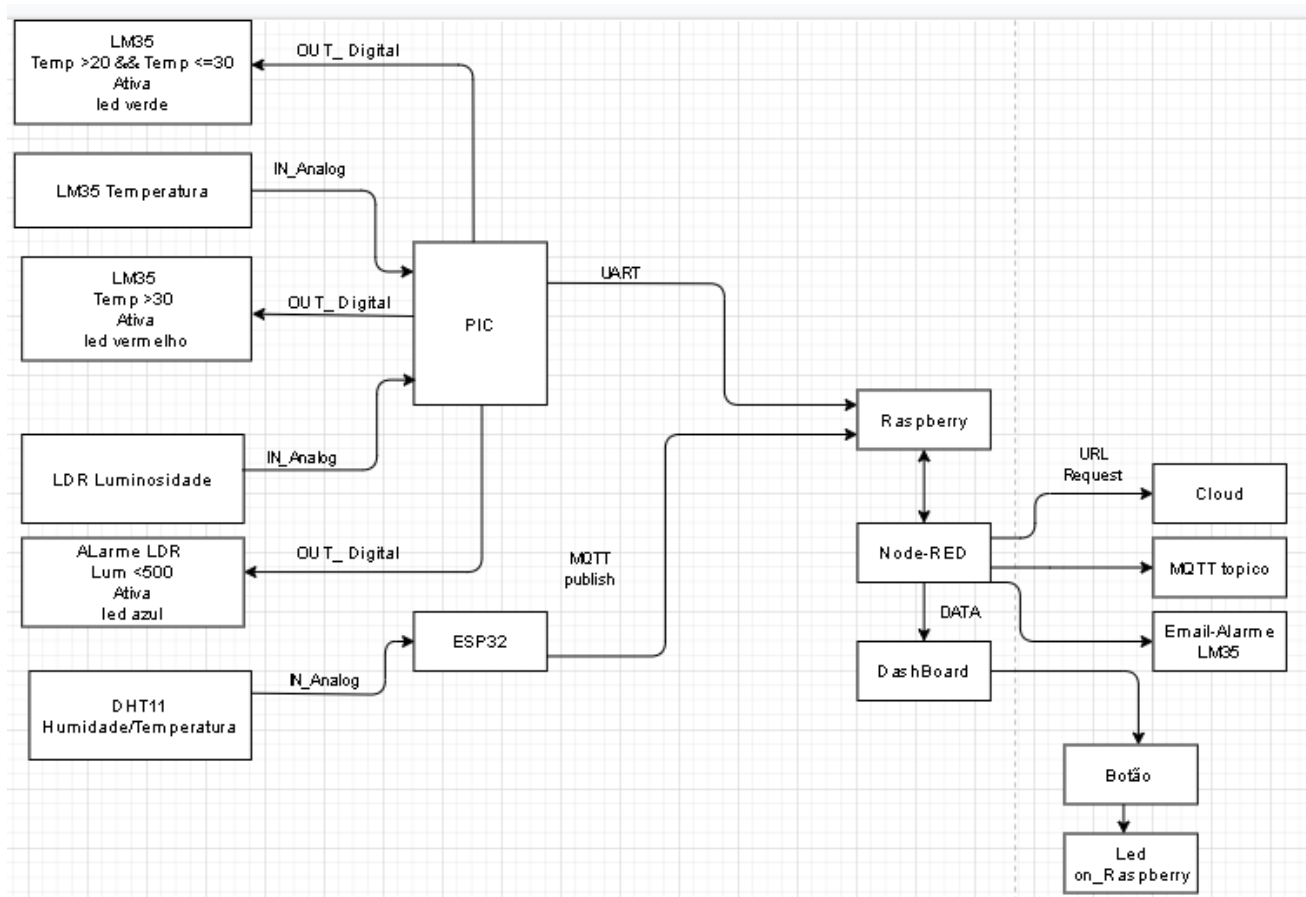 LM35
Temp >20 && Temp <=30
Ativa
led verde
OUT_ Digital
LM35 Temperatura
IN_Analog
LM35
Temp >30
Ativa
led vermelho
OUT_ Digital
PIC
UART
LDR Luminosidade
IN_Analog
ALarme LDR
Lum <500
Ativa
led azul
OUT_ Digital
DHT11
Humidade/Temperatura
IN_Analog
ESP32
MQTT
publish
Raspberry
Node-RED
URL
Request
Cloud
MQTT topico
Email-Alarme
LM35
DATA
DashBoard
Botão
Led
on_Raspberry